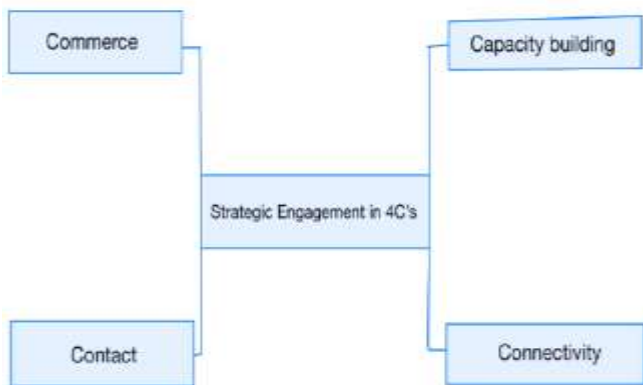 Commerce
Capacity building
Strategic Engagement in 4C's
Contact
Connectivity